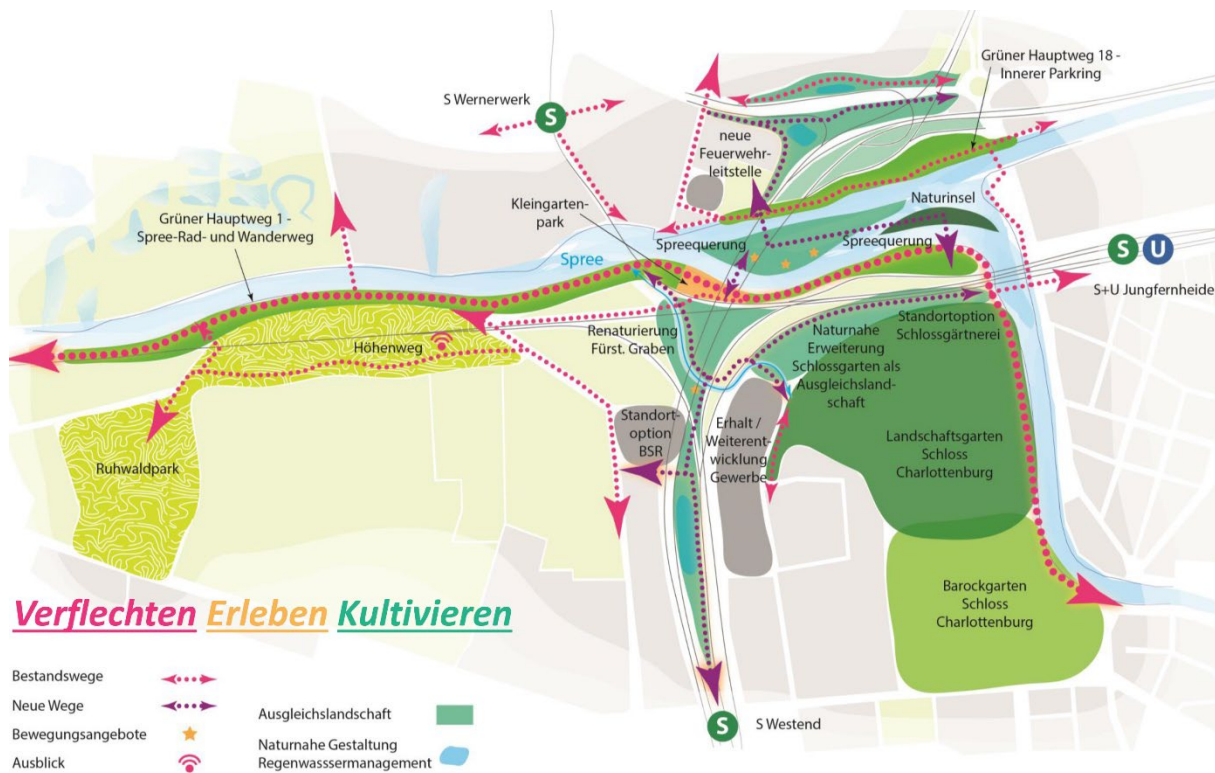 Grüner Hauptweg 18 -
Innerer Parkring
S Wernerwerk
S
neue
Feuerwehr-
leitstelle
Kleingarten-
park
Grüner Hauptweg 1 -
Spree-Rad- und Wanderweg
Naturinsel
Spreequerung
Spreequerung
Spree
S
U
S+U Jungfernheide
Standortoption
Schlossgärtnerei
Renaturierung
Fürst. Graben
Naturnahe
Erweiterung
Schlossgarten als
Ausgleichsland-
schaft
Höhenweg
Standort-
option
BSR
Erhalt /
Weiterent-
wicklung
Gewerbe
Landschaftsgarten
Schloss
Charlottenburg
Ruhwaldpark
Barockgarten
Schloss
Charlottenburg
Verflechten Erleben Kultivieren
Bestandswege
Neue Wege
Bewegungsangebote
Ausblick
Ausgleichslandschaft
Naturnahe Gestaltung
Regenwasssermanagement
S
S Westend